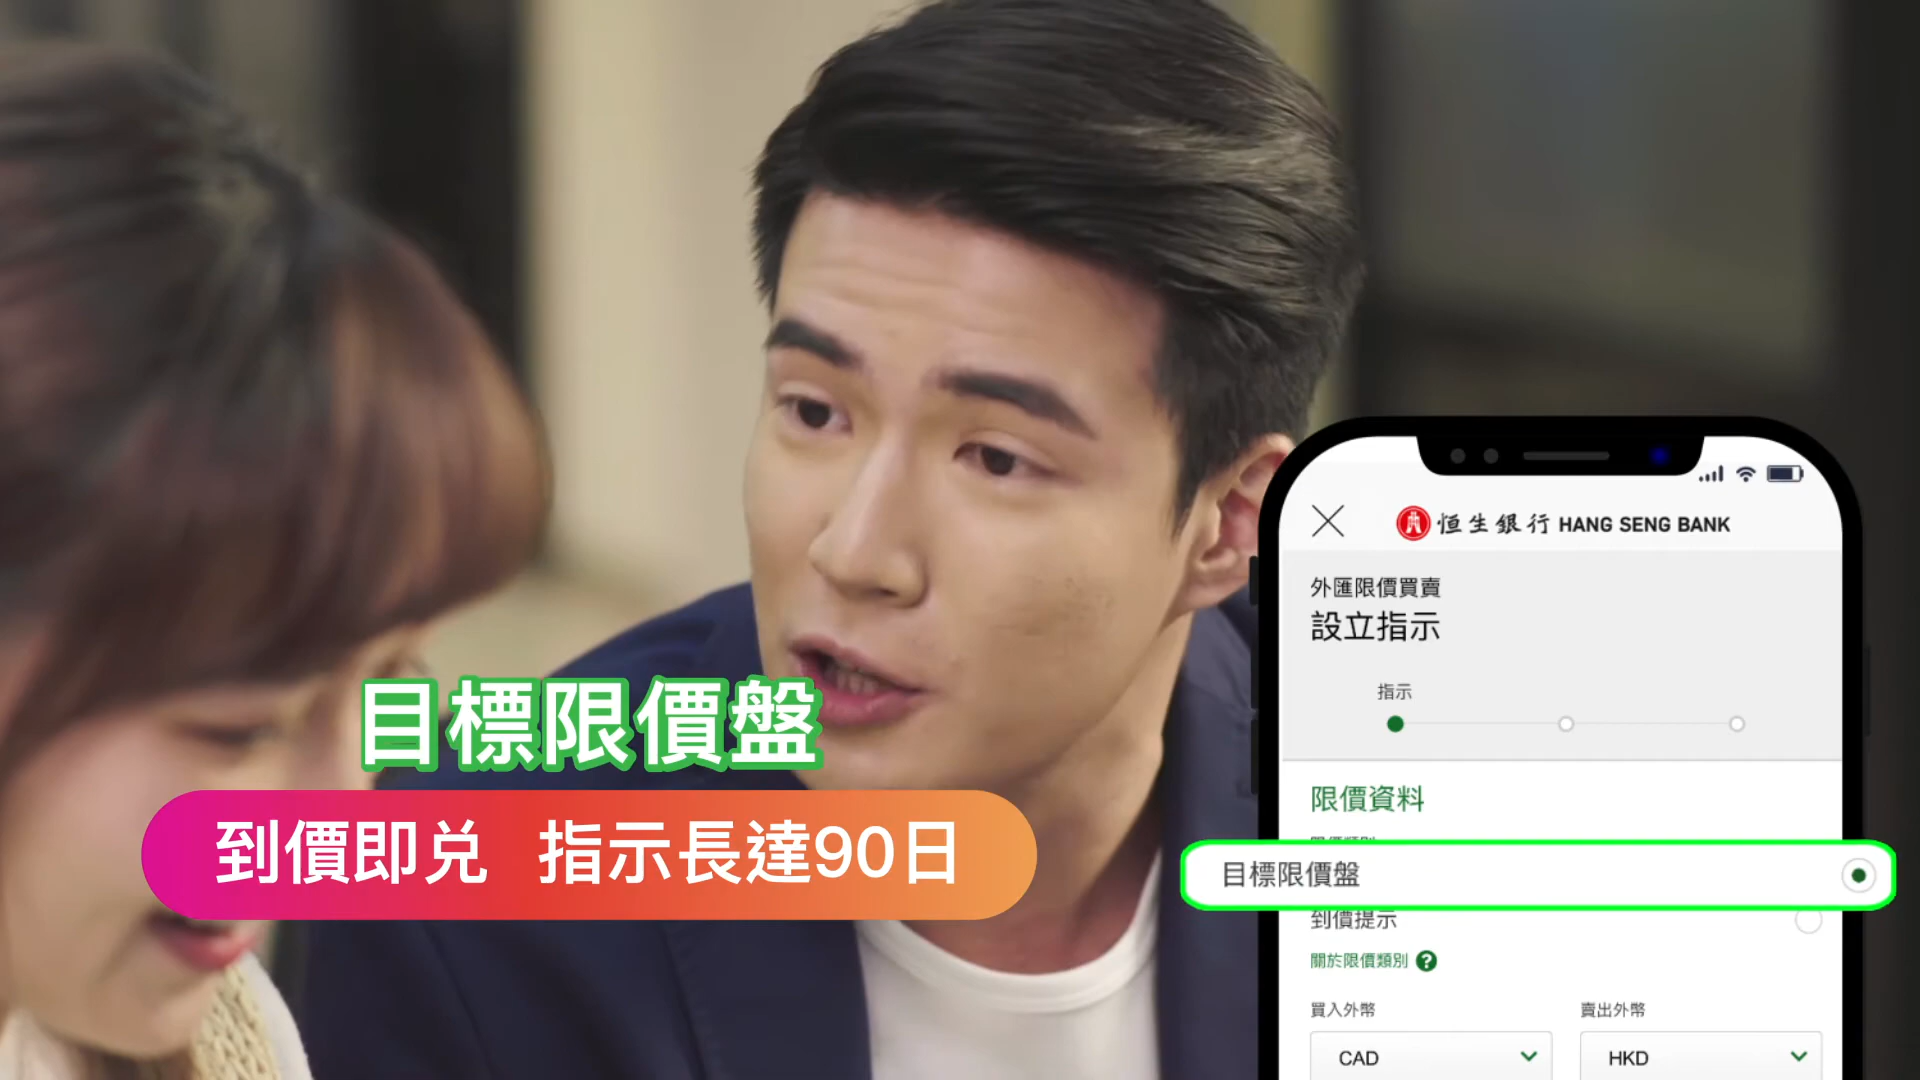 目標限價盤
到價即兑 指示長達90日
恒生銀行 HANG SENG BANK
外匯限價買賣
設立指示
指示
限價資料
目標限價盤
到價提示
關於限價類別 ?
買入外幣 賣出外幣
CAD HKD